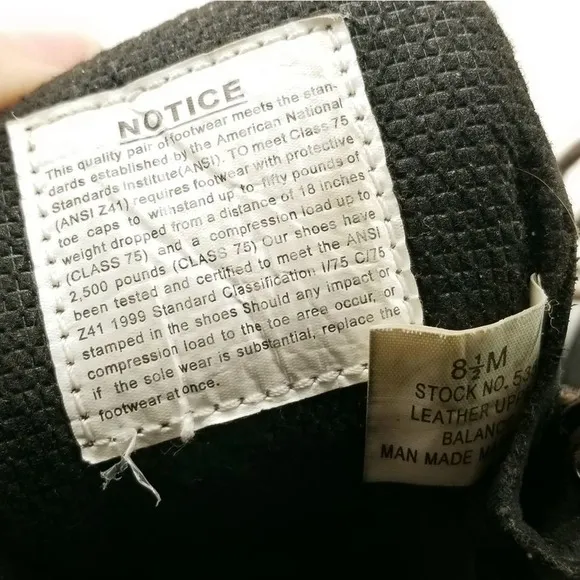 NOTICE
This quality pair of footwear meets the stan-
dards established by the American National
Standards Institute(ANSI). TO meet Class 75
(ANSI Z41) requires footwear with protective
toe caps to withstand up to fifty pounds of
weight dropped from a distance of 18 inches
(CLASS 75) and a compression load up to
2,500 pounds (CLASS 75) Our shoes have
been tested and certified to meet the ANSI
Z41 1999 Standard Classification I/75 C/75
stamped in the shoes Should any impact or
compression load to the toe area occur, or
if the sole wear is substantial, replace the
footwear at once.
8½M
STOCK NO.
LEATHER
MAN MADE